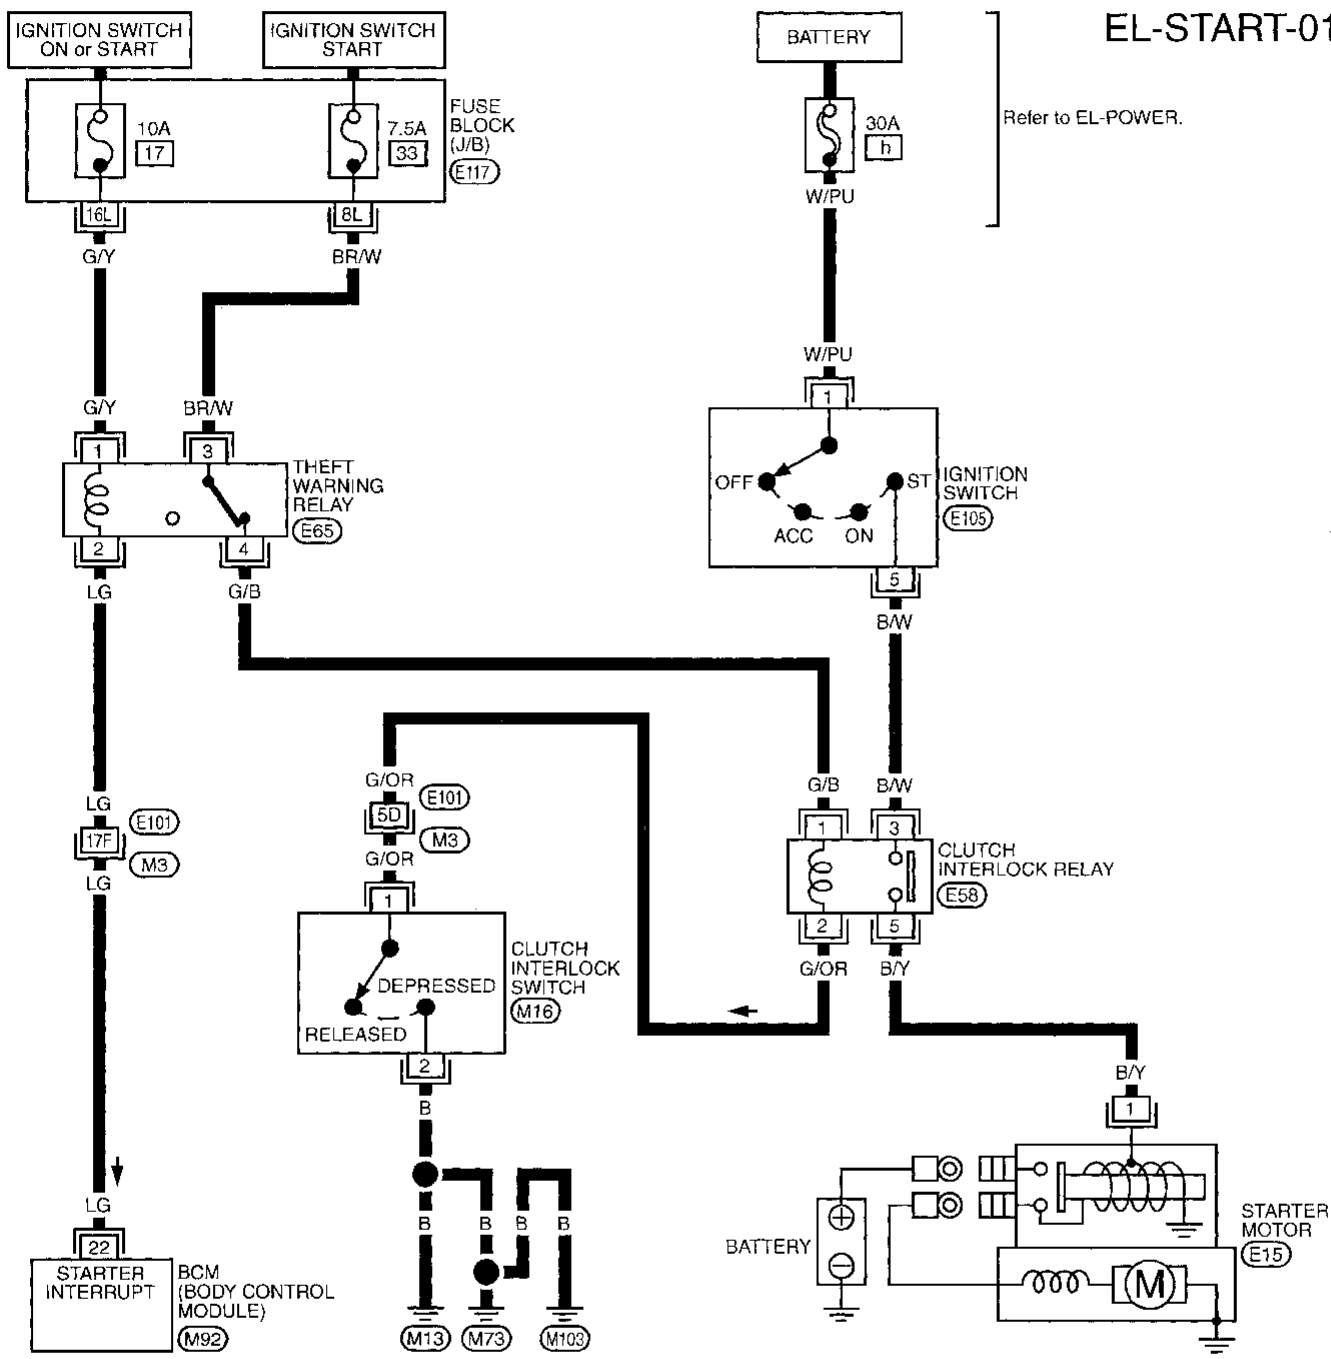 EL-START-01
IGNITION SWITCH
ON or START
IGNITION SWITCH
START
BATTERY
10A
17
7.5A
33
FUSE
BLOCK
(J/B)
E117
30A
h
Refer to EL-POWER.
16L
8L
W/PU
G/Y
BR/W
W/PU
1
G/Y
BR/W
1
3
THEFT
WARNING
RELAY
E65
2
4
LG
G/B
OFF
ST
ACC
ON
IGNITION
SWITCH
E105
5
B/W
G/OR
E101
5D
M3
G/OR
1
G/B
B/W
1
3
CLUTCH
INTERLOCK RELAY
E58
2
5
G/OR
B/Y
LG
E101
17F
M3
LG
DEPRESSED
RELEASED
CLUTCH
INTERLOCK
SWITCH
M16
2
B
B
B
B
B
M13
M73
M103
B/Y
1
BATTERY
M
STARTER
MOTOR
E15
LG
22
STARTER
INTERRUPT
BCM
(BODY CONTROL
MODULE)
M92